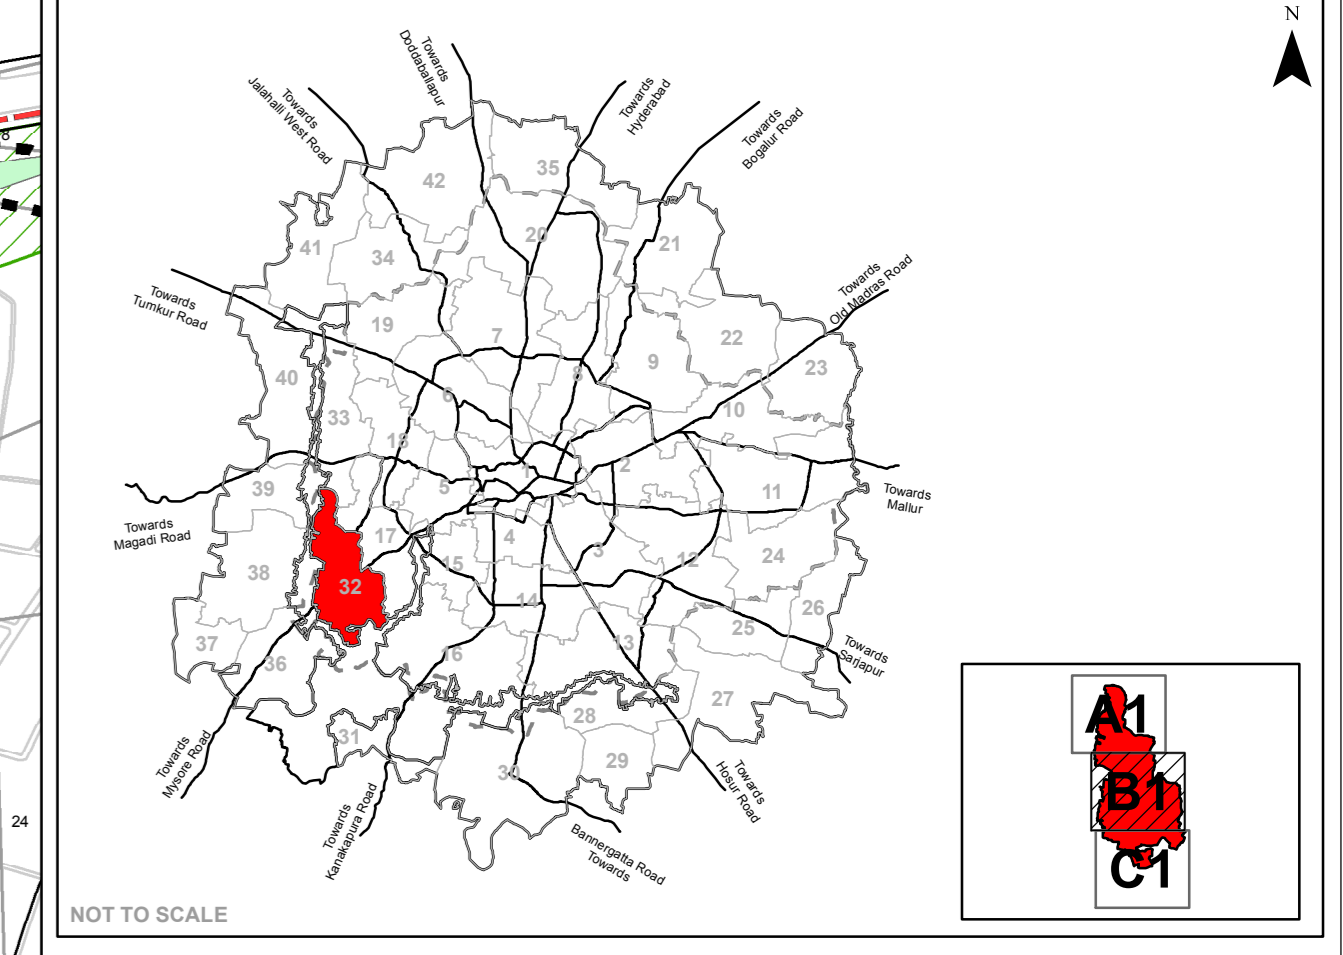 N
Towards
Doddaballapur
Towards
Hyderabad
Towards
Jalahalli West Road
Towards
Bogalur Road
42
35
20
21
41
34
Towards
Old Madras Road
Towards
Tumkur Road
19
7
22
9
23
8
40
6
10
33
18
1
2
5
39
11
Towards
Mallur
Towards
Magadi Road
17
4
3
15
12
24
38
32
14
26
25
13
37
16
36
Towards
Sarjapur
27
28
31
29
30
Towards
Mysore Road
Towards
Kanakapura Road
Towards
Hosur Road
Bannergatta Road
Towards
A1
B1
C1
8
24
NOT TO SCALE